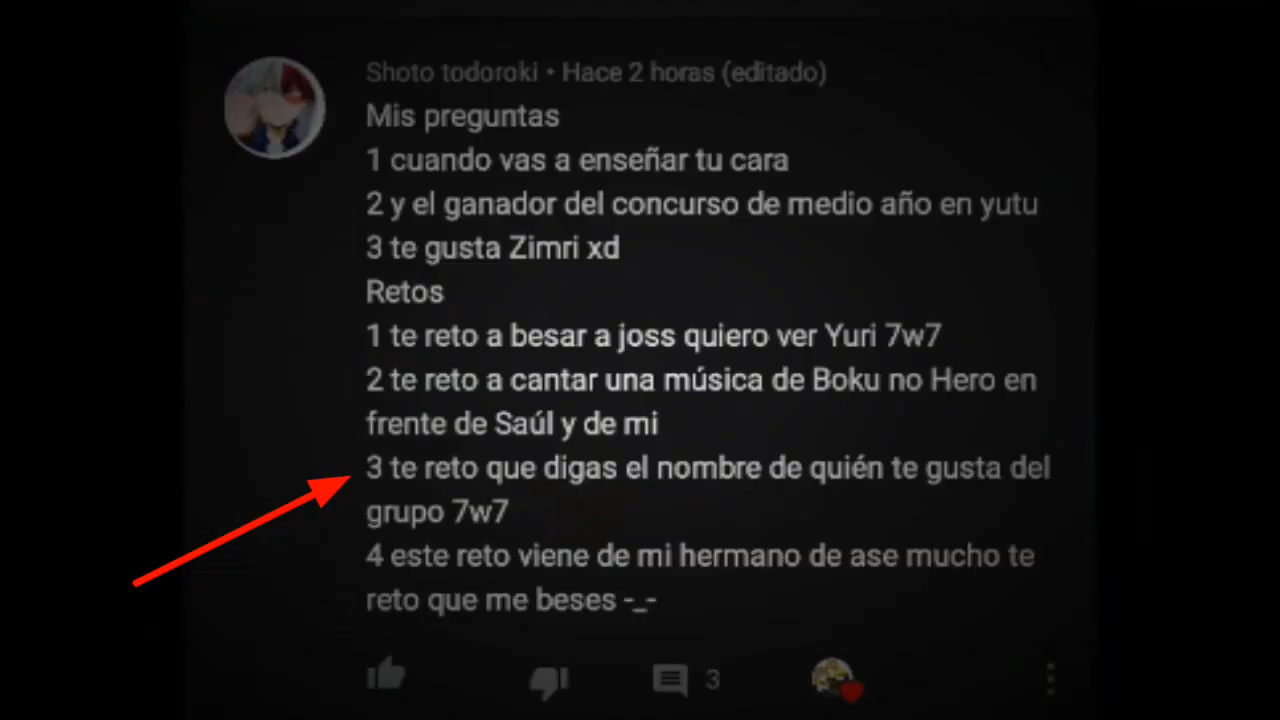 Shoto todoroki • Hace 2 horas (editado)
Mis preguntas
1 cuando vas a enseñar tu cara
2 y el ganador del concurso de medio año en yutu
3 te gusta Zimri xd
Retos
1 te reto a besar a joss quiero ver Yuri 7w7
2 te reto a cantar una música de Boku no Hero en
frente de Saúl y de mi
3 te reto que digas el nombre de quién te gusta del
grupo 7w7
4 este reto viene de mi hermano de ase mucho te
reto que me beses -_-
3